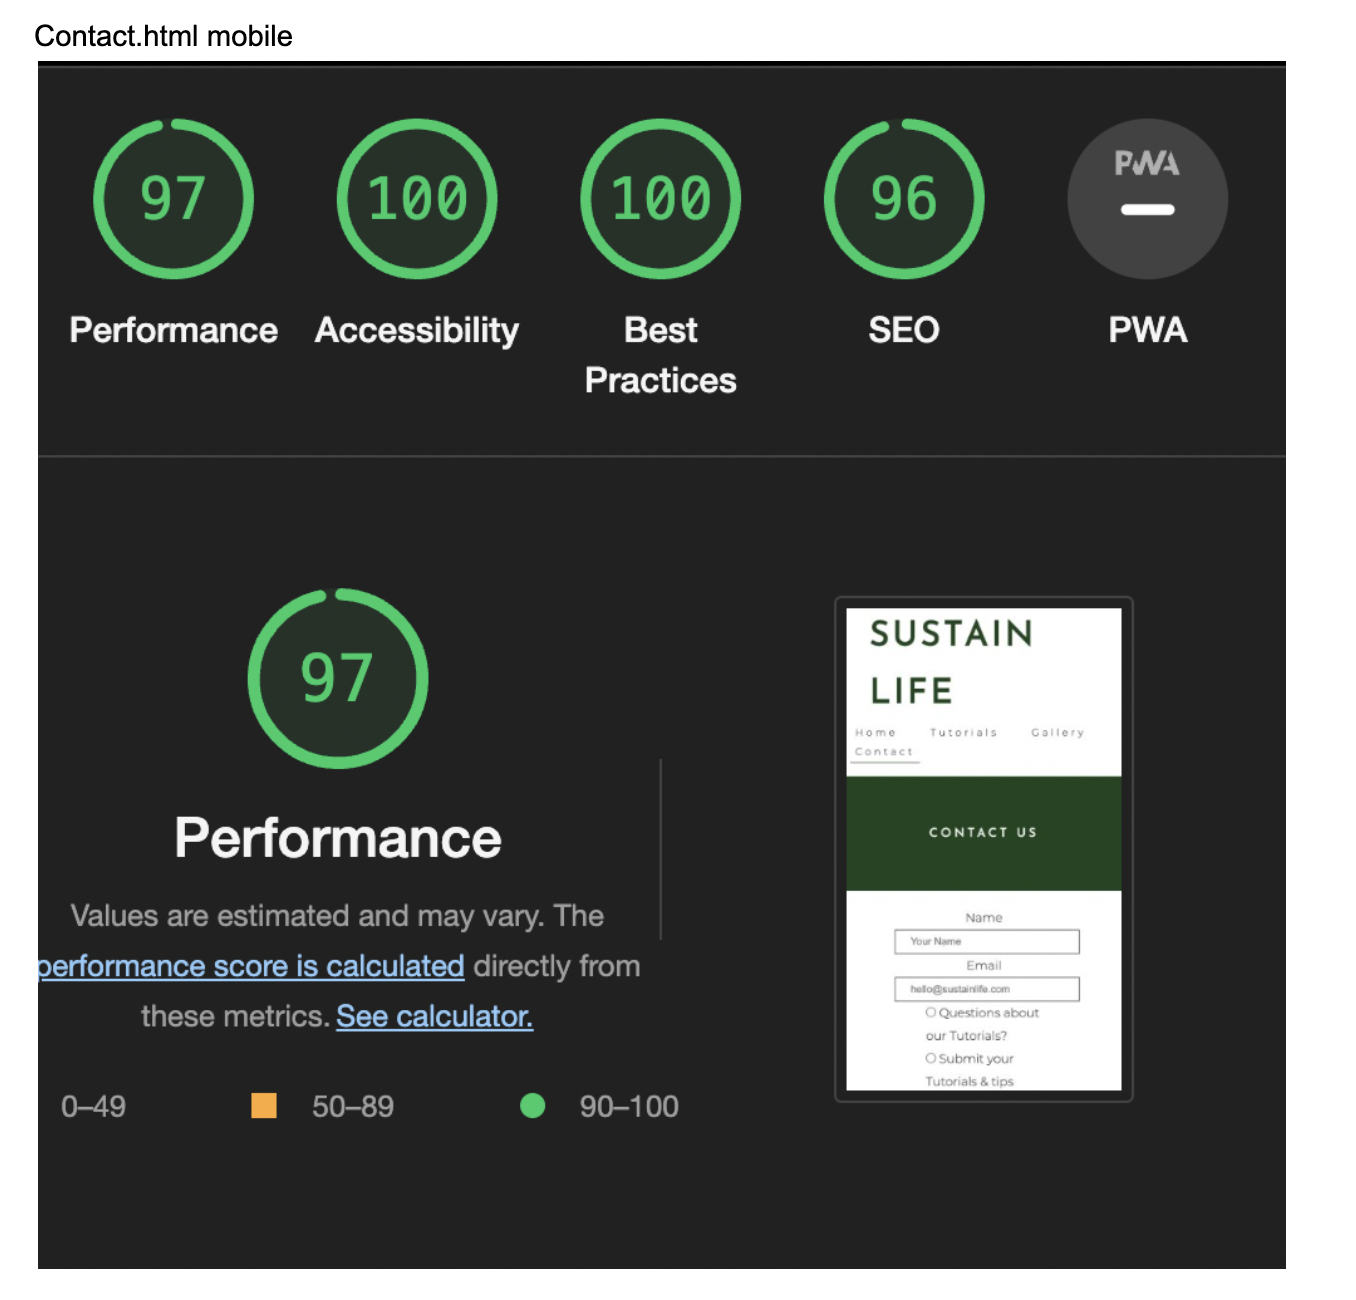 Contact.html mobile
97
100
100
96
PWA
Performance
Accessibility
Best
Practices
SEO
PWA
97
Performance
Values are estimated and may vary. The
performance score is calculated directly from
these metrics. See calculator.
0–49
50–89
90–100
SUSTAIN
LIFE
Home Tutorials Gallery
Contact
CONTACT US
Name
Your Name
Email
hello@sustainlife.com
Questions about
our Tutorials?
Submit your
Tutorials & tips